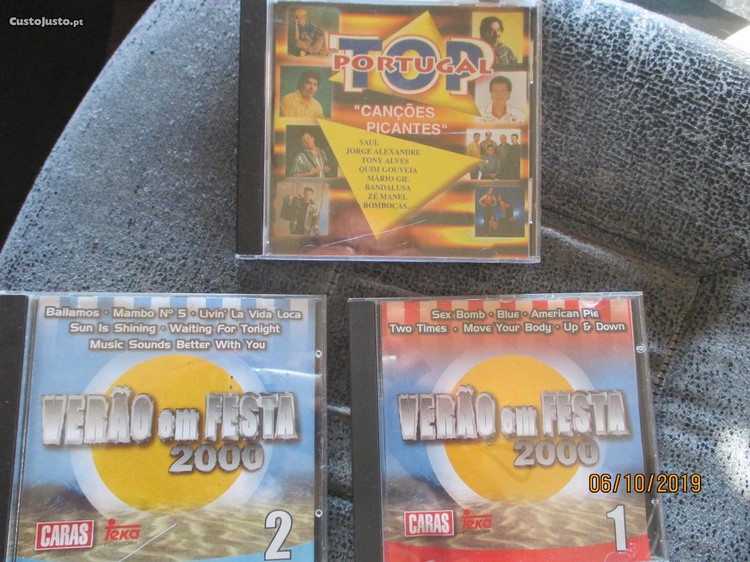 CustoJusto.pt
TOP
PORTUGAL
"CANÇÕES
PICANTES"
SAUL
JORGE ALEXANDRE
TONY ALVES
QUIM GOUVEIA
MÁRIO GIL
BANDALUSA
ZÉ MANEL
BOMBOCAS...
Bailamos • Mambo Nº 5 • Livin' La Vida Loca
Sun Is Shining • Waiting For Tonight
Music Sounds Better With You
VERÃO em FESTA
2000
CARAS
Teka
2
Sex Bomb • Blue • American Pie
Two Times • Move Your Body • Up & Down
VERÃO em FESTA
2000
CARAS
Teka
1
06/10/2019